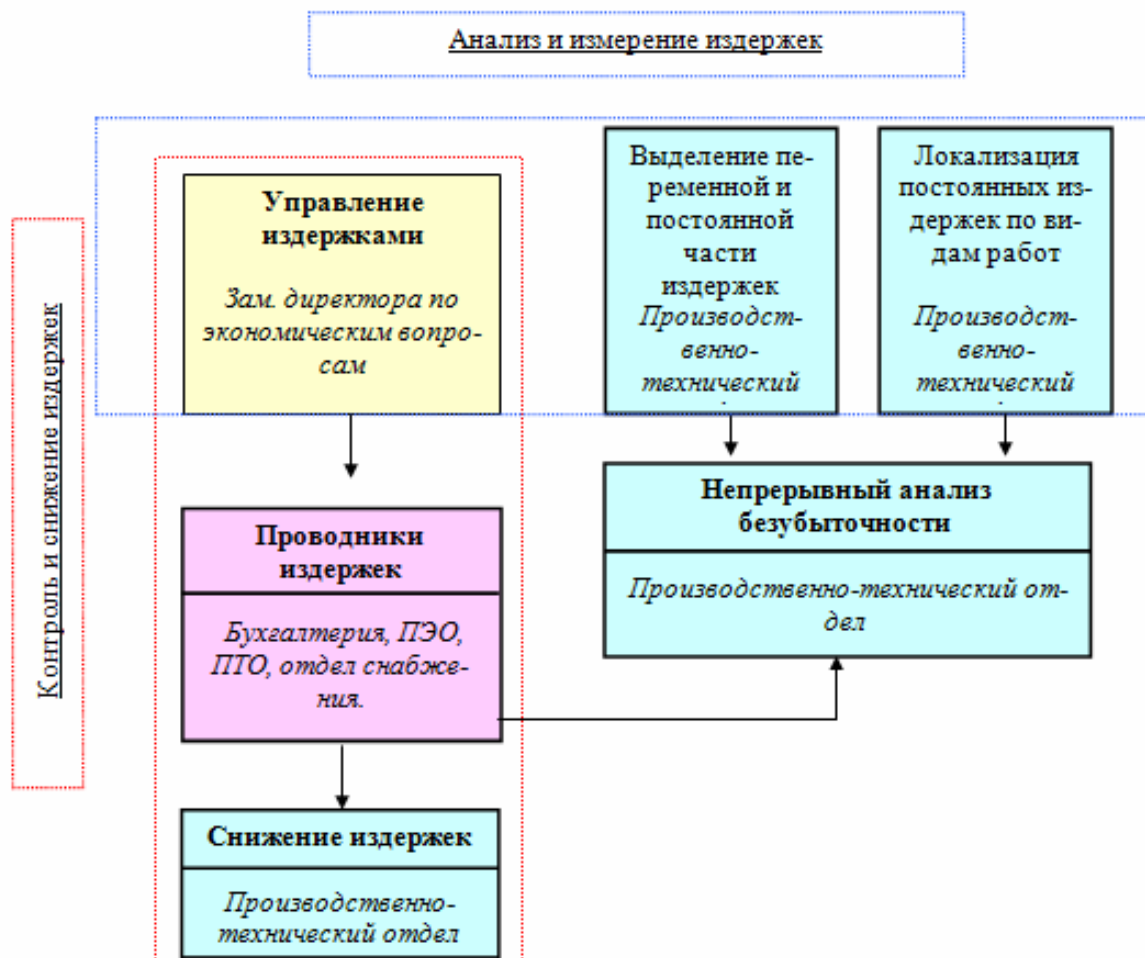 Анализ и измерение издержек
Контроль и снижение издержек
Управление
издержками
Зам. директора по
экономическим вопро-
сам
Выделение пе-
ременной и
постоянной
части
издержек
Производст-
венно-
технический
Локализация
постоянных из-
держек по ви-
дам работ
Производст-
венно-
технический
Проводники
издержек
Бухгалтерия, ПЭО,
ПТО, отдел снабже-
ния.
Непрерывный анализ
безубыточности
Производственно-технический от-
дел
Снижение издержек
Производственно-
технический отдел